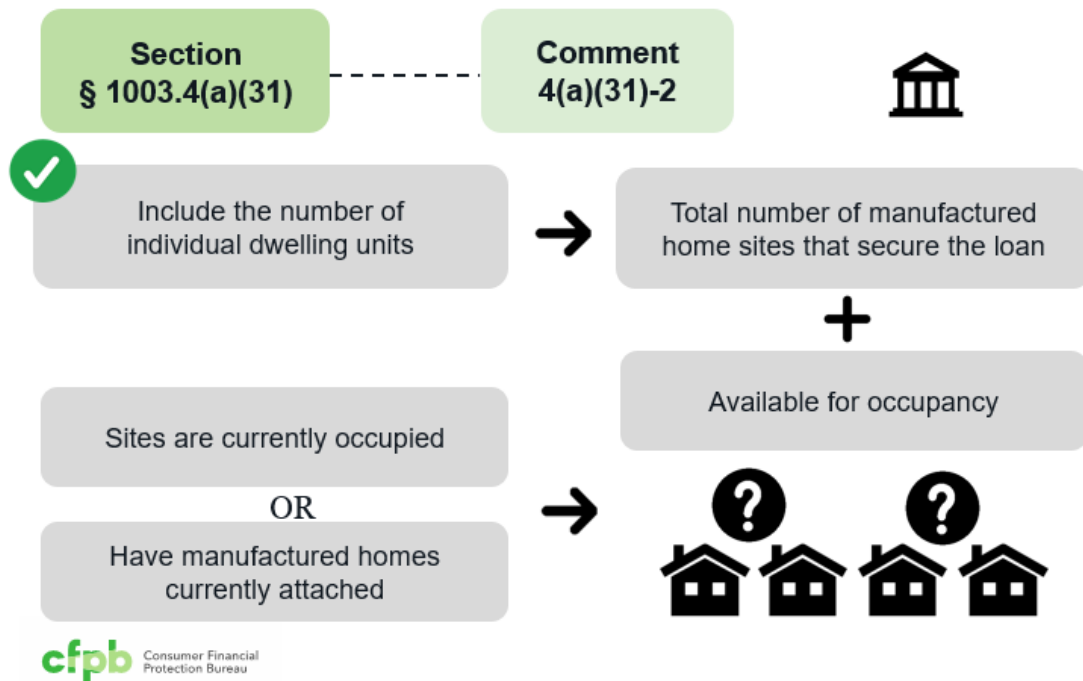 Section
§ 1003.4(a)(31)
Comment
4(a)(31)-2
Include the number of
individual dwelling units
Total number of manufactured
home sites that secure the loan
Available for occupancy
Sites are currently occupied
OR
Have manufactured homes
currently attached
?
?
cfpb
Consumer Financial
Protection Bureau